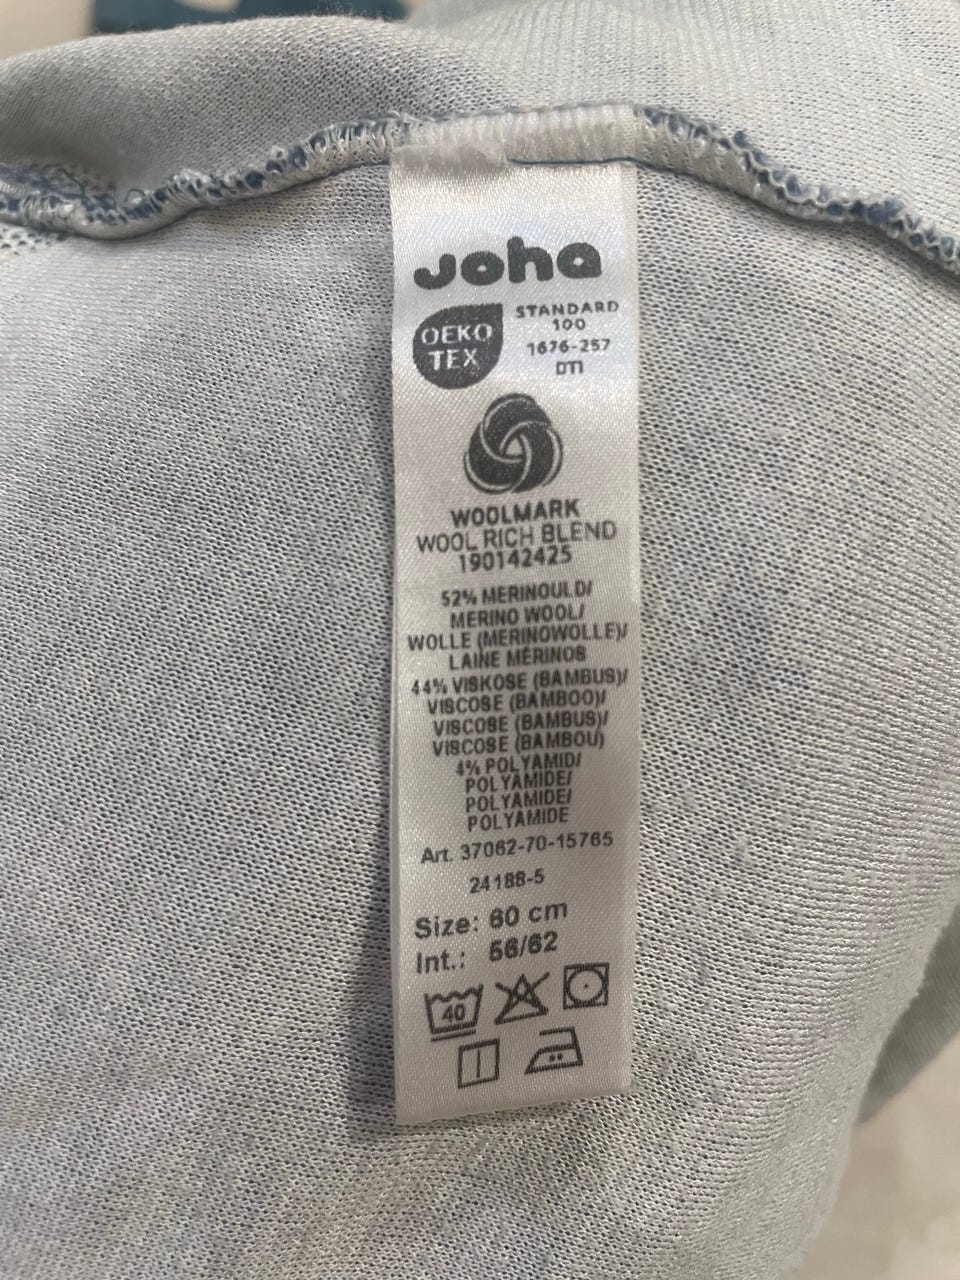 Joha
OEKO
TEX
STANDARD
100
1676-257
DTI
WOOLMARK
WOOL RICH BLEND
190142425
52% MERINOULD/
MERINO WOOL/
WOLLE (MERINOWOLLE)/
LAINE MÉRINOS
44% VISKOSE (BAMBUS)/
VISCOSE (BAMBOO)/
VISCOSE (BAMBUS)/
VISCOSE (BAMBOU)
4% POLYAMID/
POLYAMIDE/
POLYAMIDE/
POLYAMIDE
Art. 37062-70-15765
24188-5
Size: 60 cm
Int.: 56/62
40